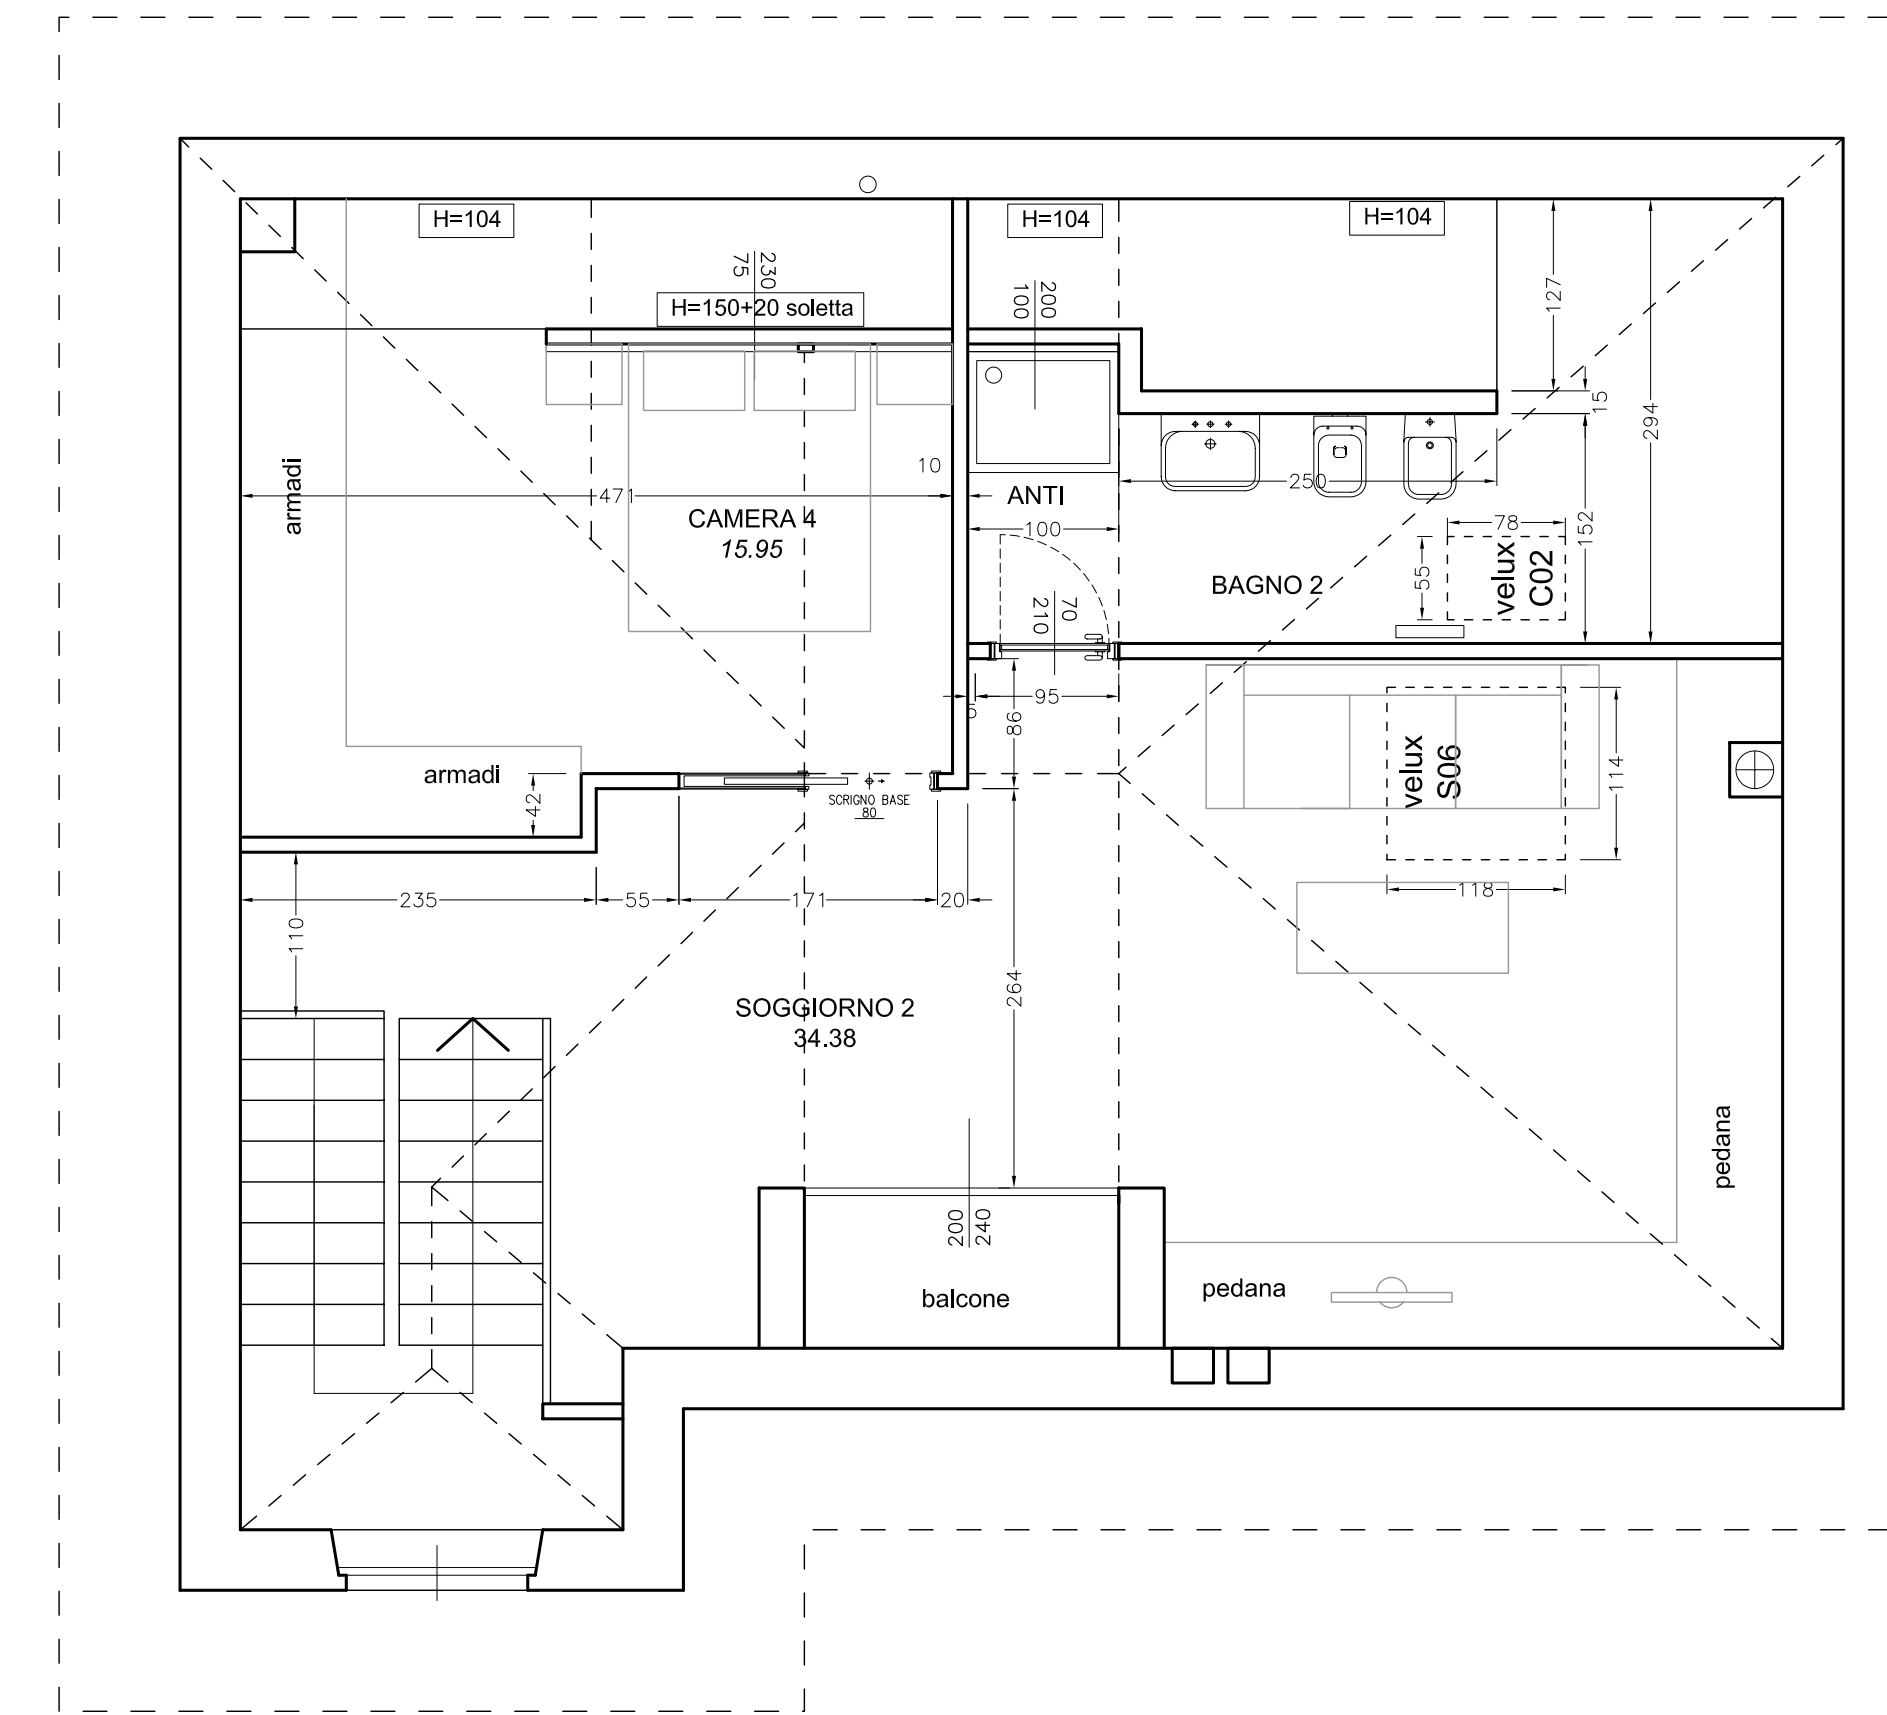 H=104
H=104
H=104
230
75
H=150+20 soletta
200
100
127
15
294
armadi
10
471
ANTI
250
CAMERA 4
15.95
100
78
152
55
velux
C02
BAGNO 2
70
210
95
5
86
velux
S06
114
armadi
42
SCRIGNO BASE
80
235
55
171
20
118
110
264
SOGGIORNO 2
34.38
pedana
200
240
balcone
pedana